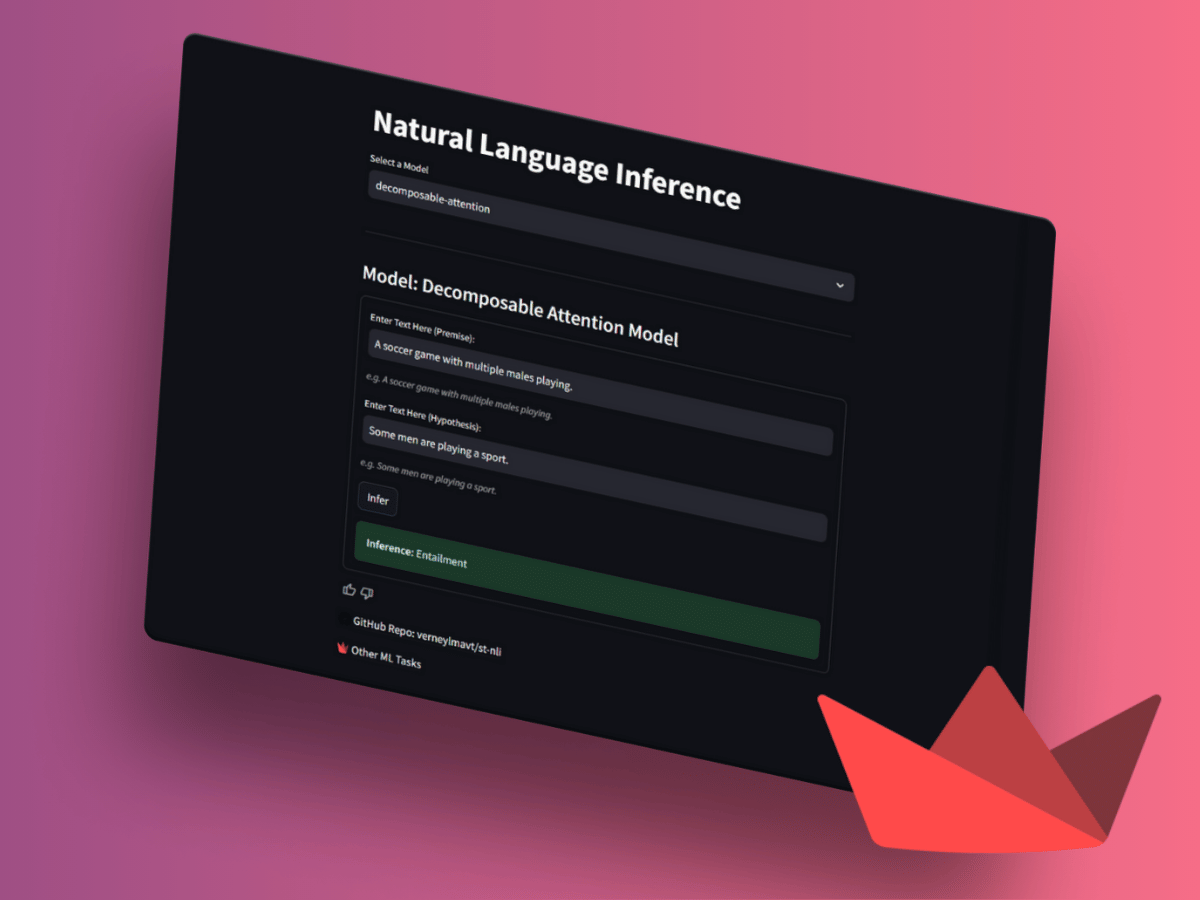 Natural Language Inference
Select a Model
decomposable-attention
Model: Decomposable Attention Model
Enter Text Here (Premise):
A soccer game with multiple males playing.
e.g. A soccer game with multiple males playing.
Enter Text Here (Hypothesis):
Some men are playing a sport.
e.g. Some men are playing a sport.
Infer
Inference: Entailment
GitHub Repo: verneylmavt/st-nli
Other ML Tasks